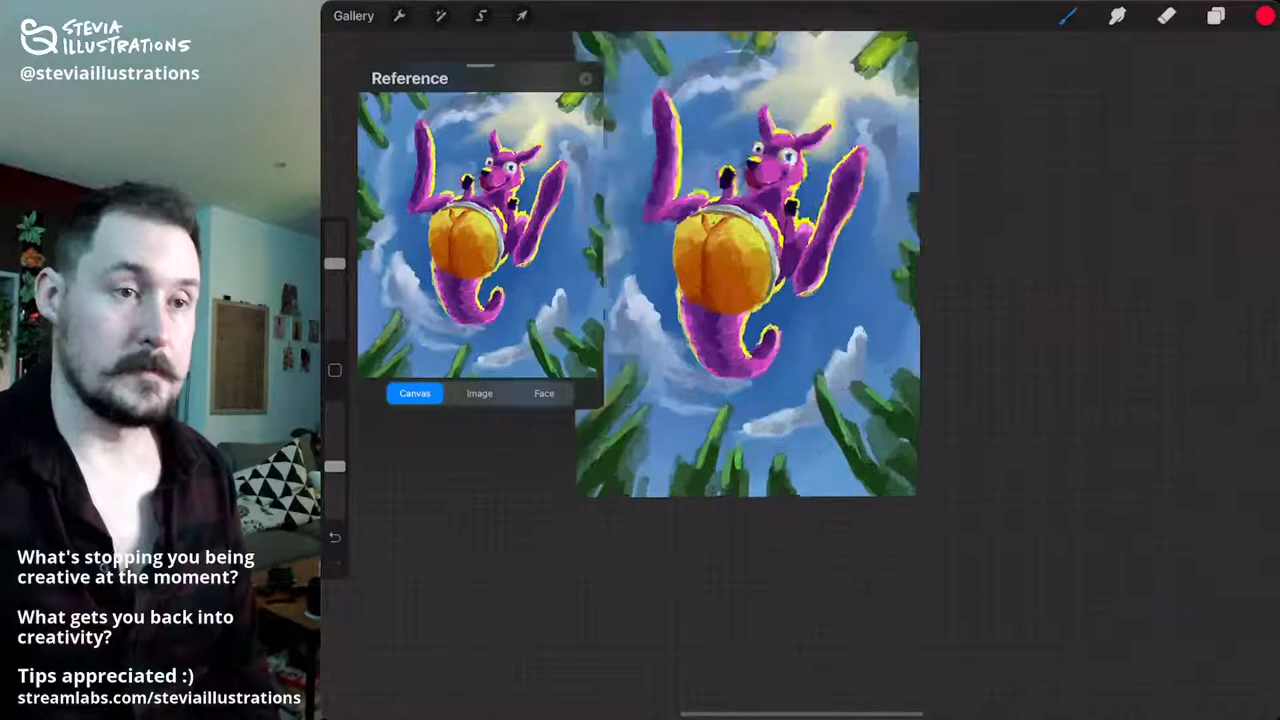 STEVIA
ILLUSTRATIONS
@steviaillustrations
Gallery
Reference
Canvas
Image
Face
What's stopping you being
creative at the moment?
What gets you back into
creativity?
Tips appreciated :)
streamlabs.com/steviaillustrations